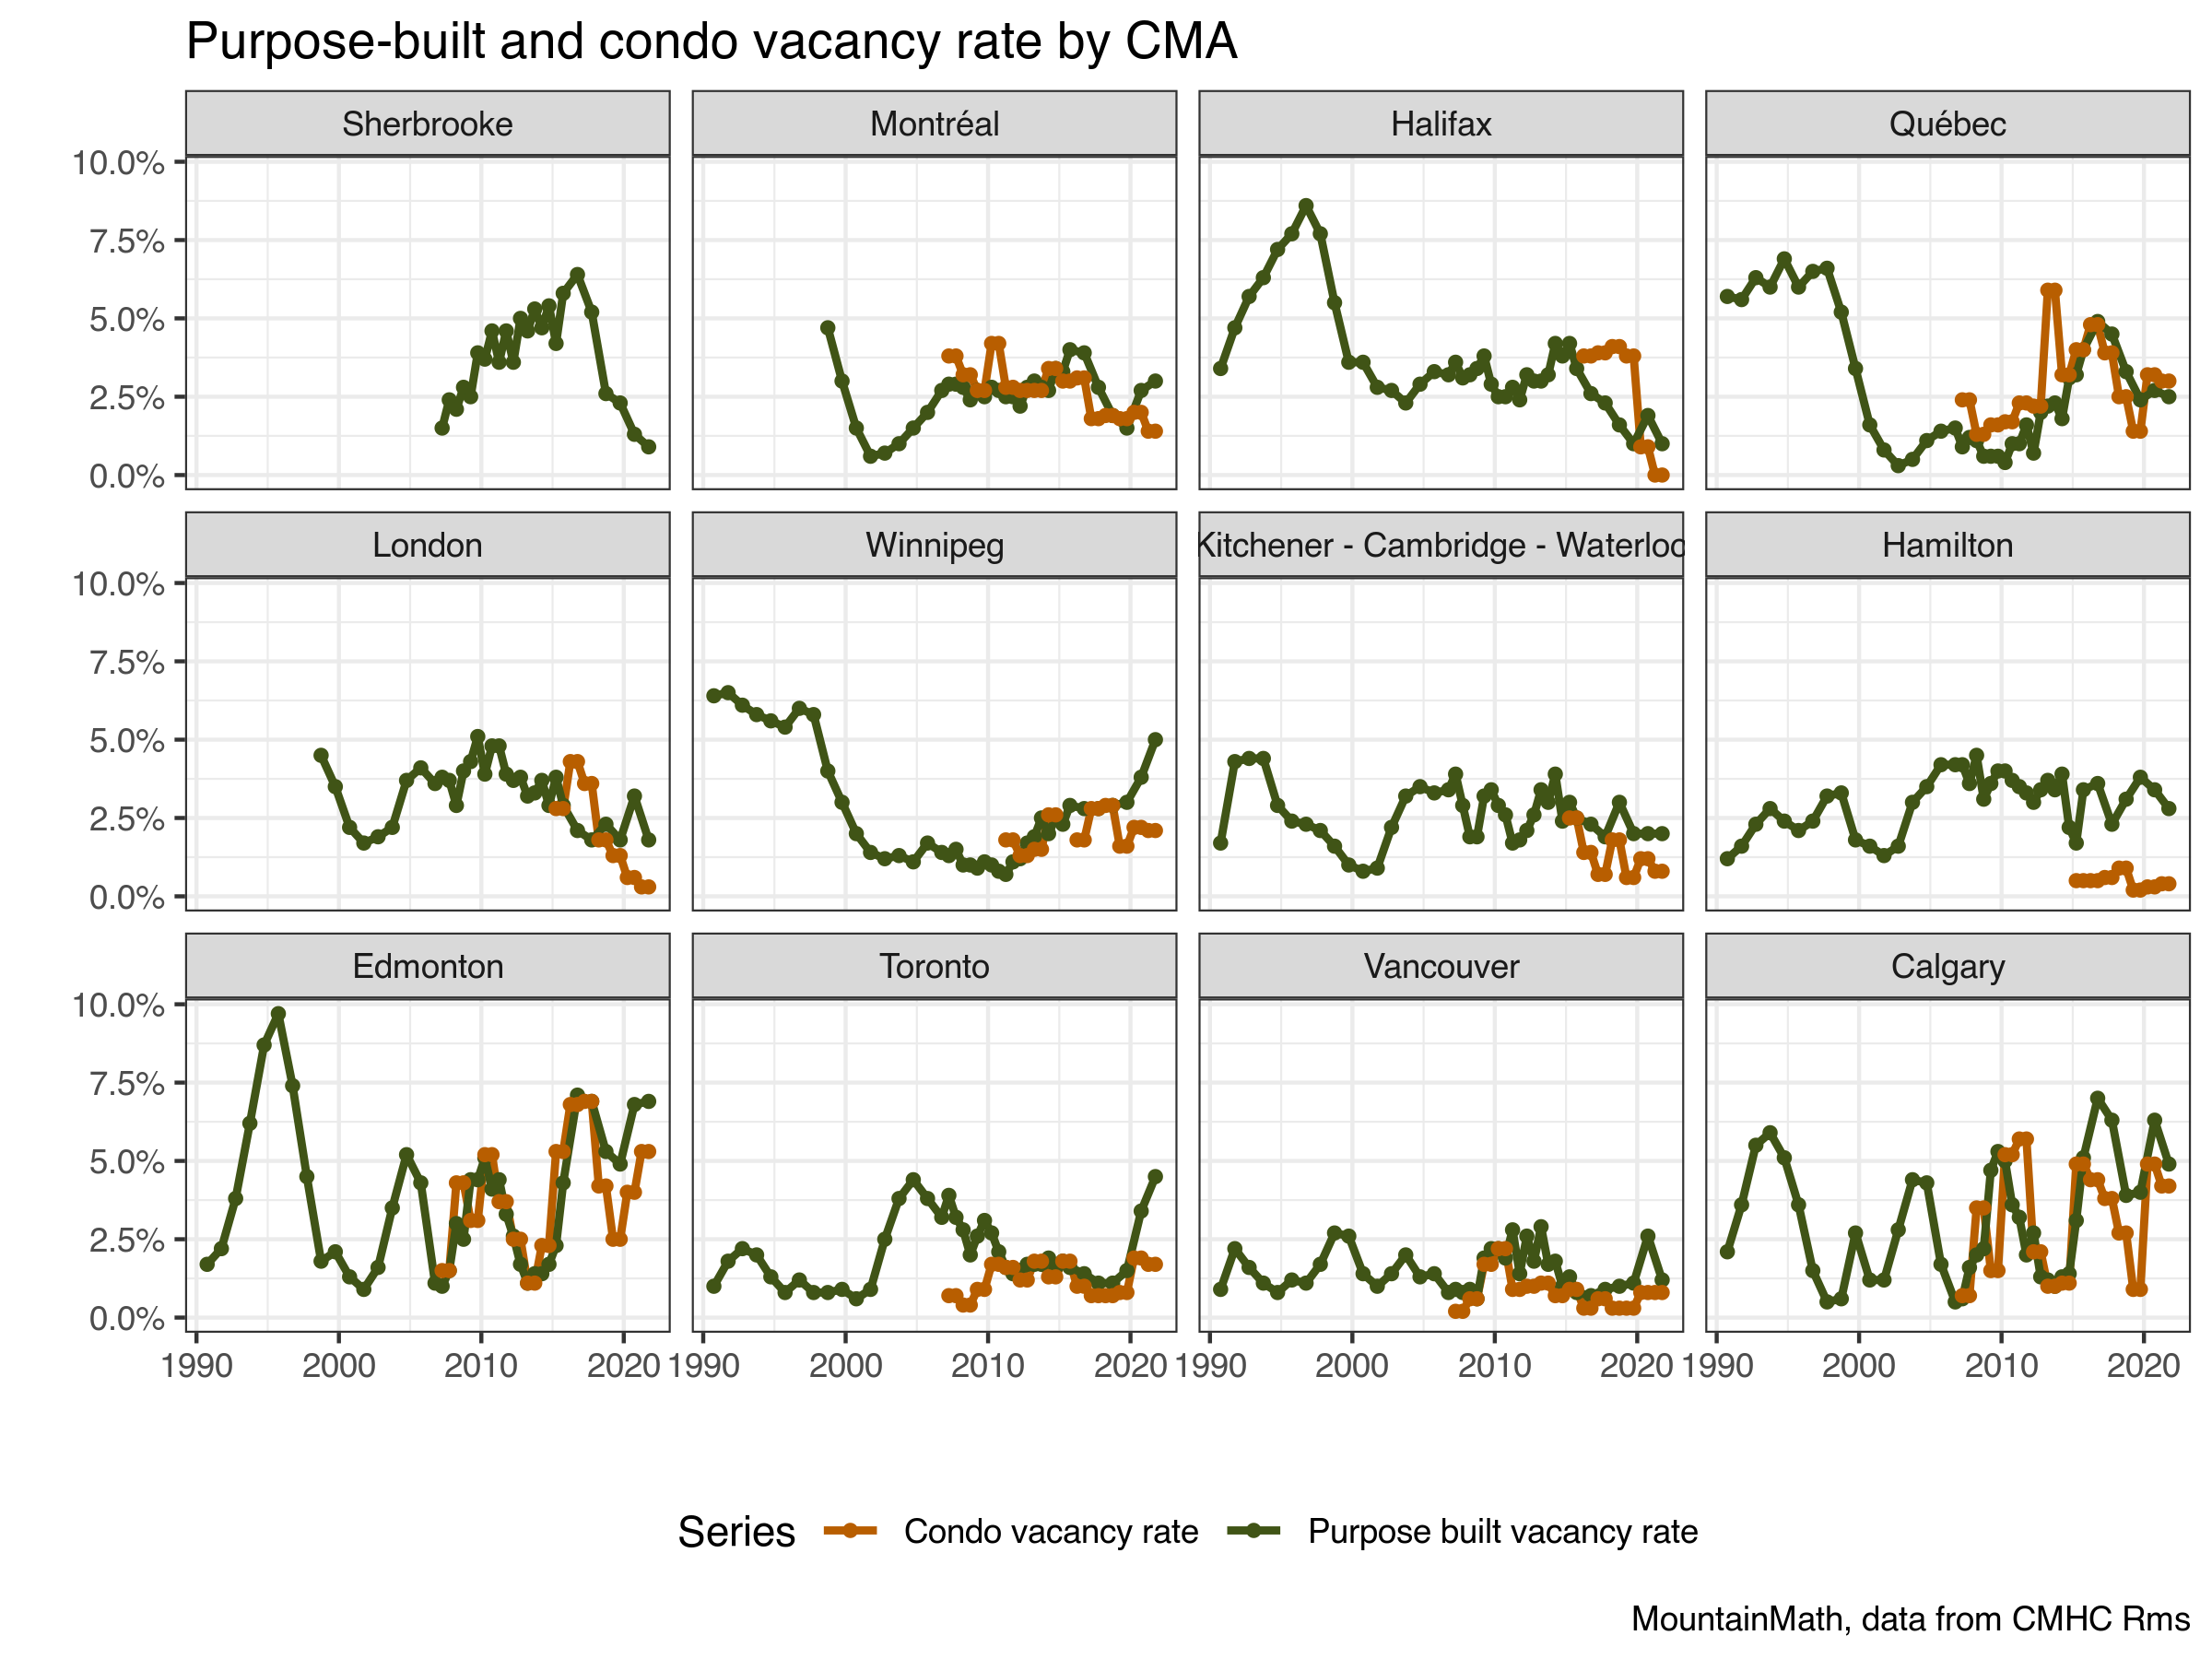 Purpose-built and condo vacancy rate by CMA
Sherbrooke
Montréal
Halifax
Québec
10.0%
7.5%
5.0%
2.5%
0.0%
London
Winnipeg
Kitchener - Cambridge - Waterloo
Hamilton
10.0%
7.5%
5.0%
2.5%
0.0%
Edmonton
Toronto
Vancouver
Calgary
10.0%
7.5%
5.0%
2.5%
0.0%
1990 2000 2010 2020
1990 2000 2010 2020
1990 2000 2010 2020
1990 2000 2010 2020
Series Condo vacancy rate Purpose built vacancy rate
MountainMath, data from CMHC Rms